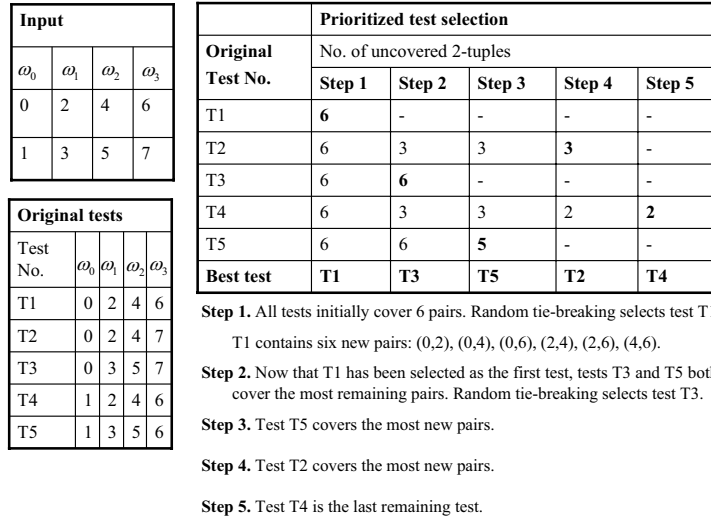 Input
ω0 ω1 ω2 ω3
0 2 4 6
1 3 5 7
Original tests
Test No. ω0 ω1 ω2 ω3
T1 0 2 4 6
T2 0 2 4 7
T3 0 3 5 7
T4 1 2 4 6
T5 1 3 5 6
Prioritized test selection
Original Test No.
No. of uncovered 2-tuples
Step 1 Step 2 Step 3 Step 4 Step 5
T1 6 - - - -
T2 6 3 3 3 -
T3 6 6 - - -
T4 6 3 3 2 2
T5 6 6 5 - -
Best test T1 T3 T5 T2 T4
Step 1. All tests initially cover 6 pairs. Random tie-breaking selects test T1
T1 contains six new pairs: (0,2), (0,4), (0,6), (2,4), (2,6), (4,6).
Step 2. Now that T1 has been selected as the first test, tests T3 and T5 both
cover the most remaining pairs. Random tie-breaking selects test T3.
Step 3. Test T5 covers the most new pairs.
Step 4. Test T2 covers the most new pairs.
Step 5. Test T4 is the last remaining test.